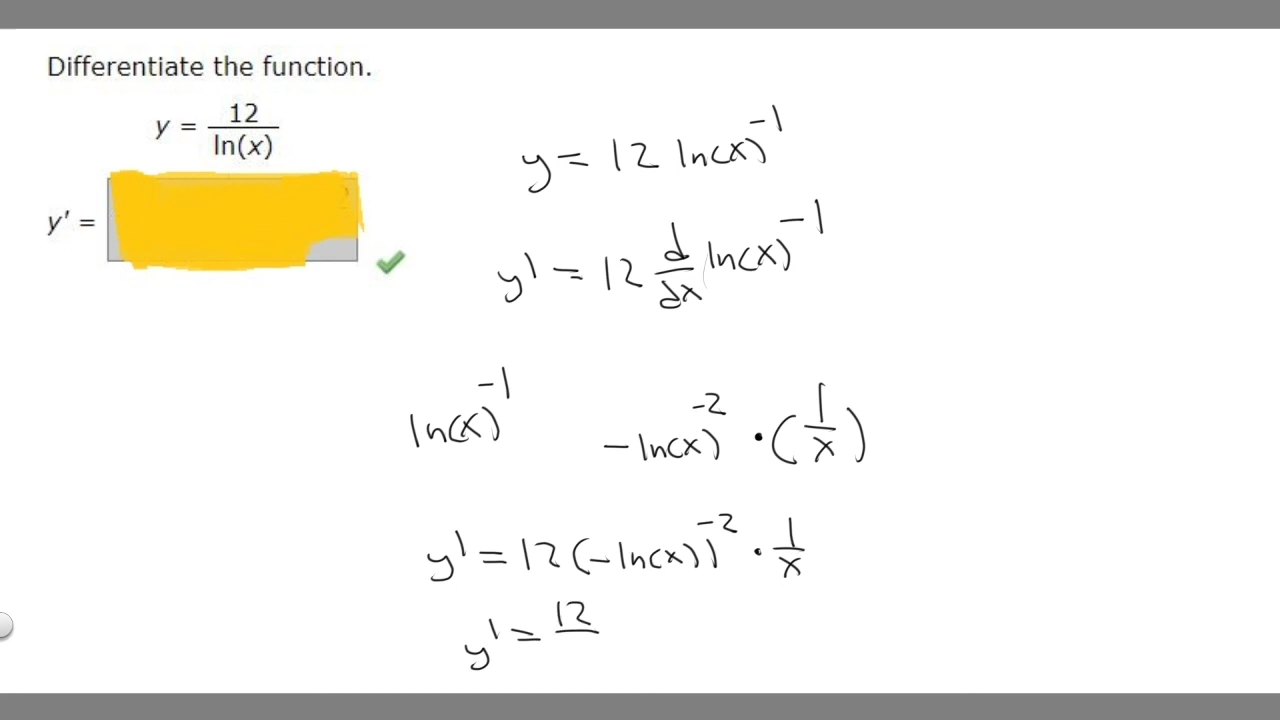 Differentiate the function.
y = 12/ln(x)
y' =
y = 12 ln(x)^-1
y' = 12 d/dx ln(x)^-1
ln(x)^-1    -ln(x)^-2 · (1/x)
y' = 12(-ln(x))^-2 · 1/x
y' = 12/